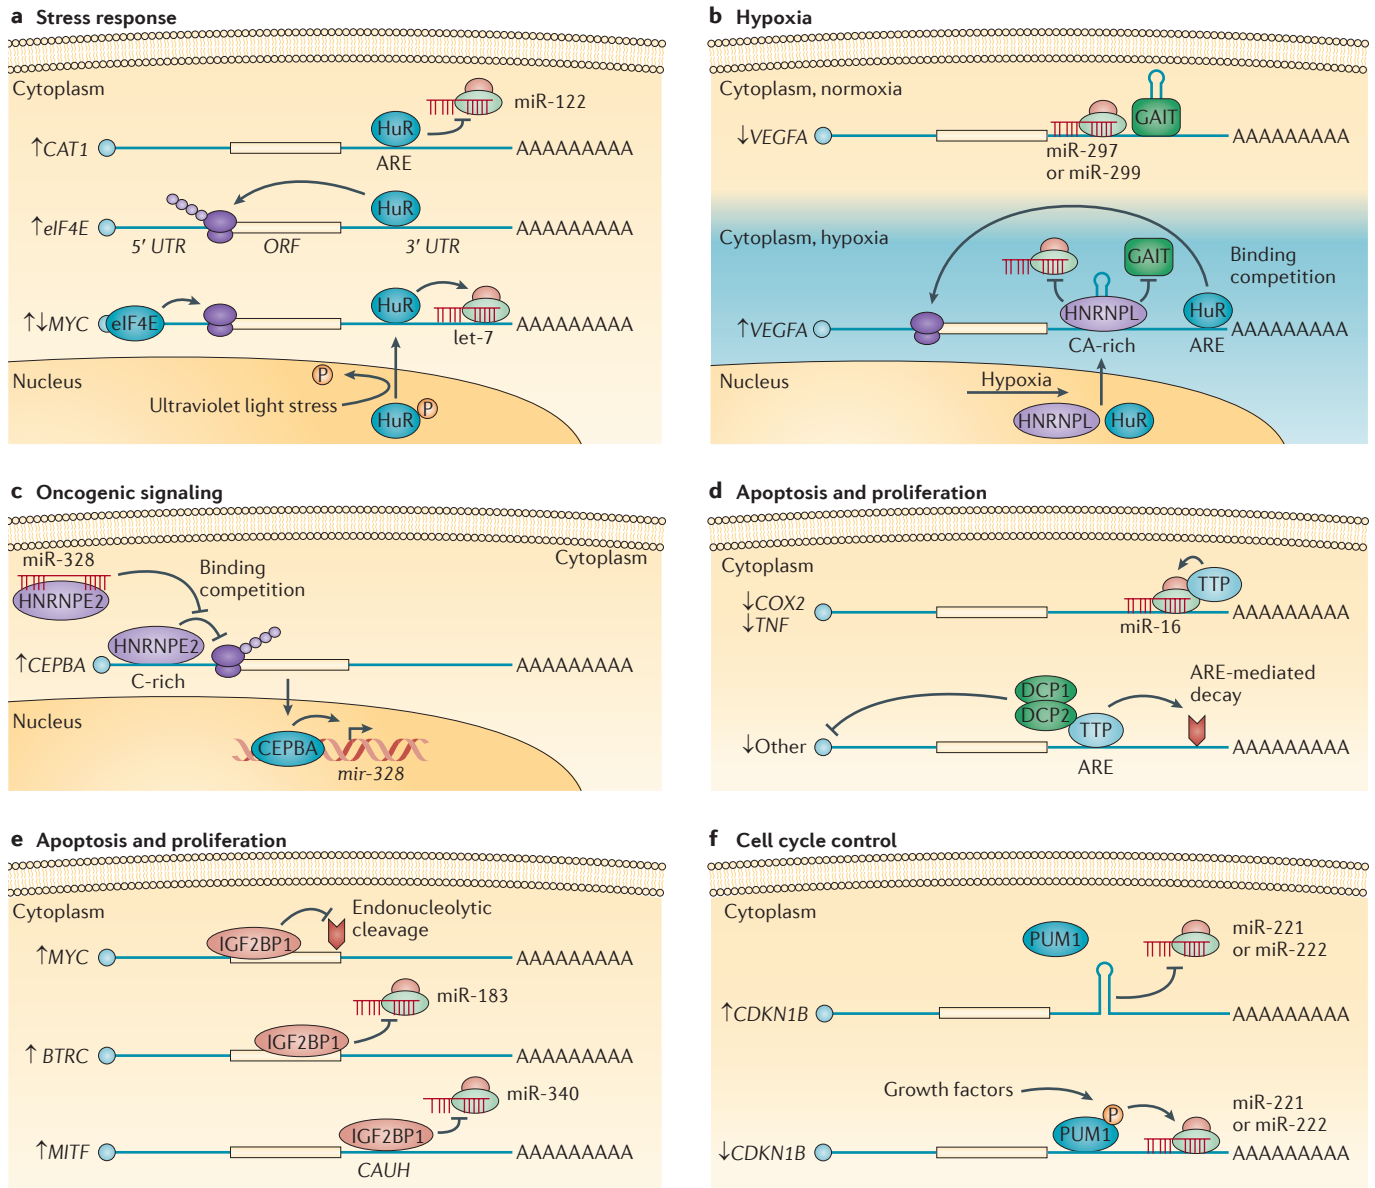 a Stress response
Cytoplasm
miR-122
HuR
↑CAT1
AAAAAAAAA
ARE
HuR
↑eIF4E
AAAAAAAAA
5′ UTR
ORF
3′ UTR
HuR
↑↓MYC
eIF4E
AAAAAAAAA
let-7
Nucleus
P
Ultraviolet light stress
HuR
P
b Hypoxia
Cytoplasm, normoxia
GAIT
↓VEGFA
AAAAAAAAA
miR-297
or miR-299
Cytoplasm, hypoxia
GAIT
Binding
competition
HNRNPL
HuR
↑VEGFA
AAAAAAAAA
CA-rich
ARE
Nucleus
Hypoxia
HNRNPL
HuR
c Oncogenic signaling
Cytoplasm
miR-328
Binding
competition
HNRNPE2
HNRNPE2
↑CEPBA
AAAAAAAAA
C-rich
Nucleus
CEPBA
mir-328
d Apoptosis and proliferation
Cytoplasm
TTP
↓COX2
↓TNF
AAAAAAAAA
miR-16
ARE-mediated
decay
DCP1
DCP2
TTP
↓Other
AAAAAAAAA
ARE
e Apoptosis and proliferation
Cytoplasm
Endonucleolytic
cleavage
IGF2BP1
↑MYC
AAAAAAAAA
miR-183
IGF2BP1
↑ BTRC
AAAAAAAAA
miR-340
IGF2BP1
↑MITF
AAAAAAAAA
CAUH
f Cell cycle control
Cytoplasm
PUM1
miR-221
or miR-222
↑CDKN1B
AAAAAAAAA
Growth factors
P
miR-221
or miR-222
PUM1
↓CDKN1B
AAAAAAAAA